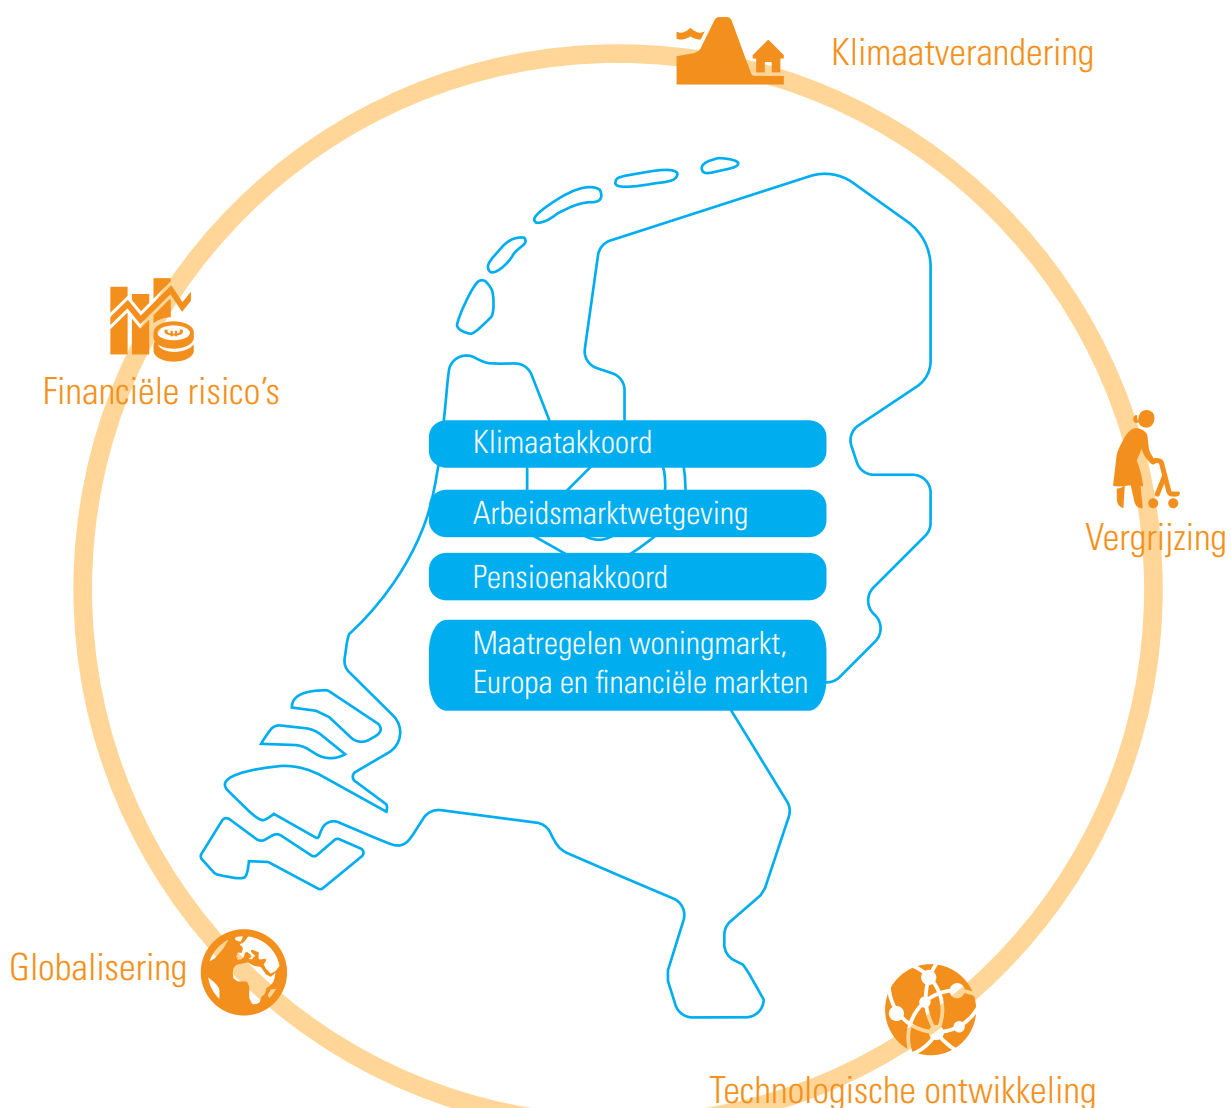 Klimaatverandering
Financiële risico's
Klimaatakkoord
Arbeidsmarktwetgeving
Vergrijzing
Pensioenakkoord
Maatregelen woningmarkt,
Europa en financiële markten
Globalisering
Technologische ontwikkeling